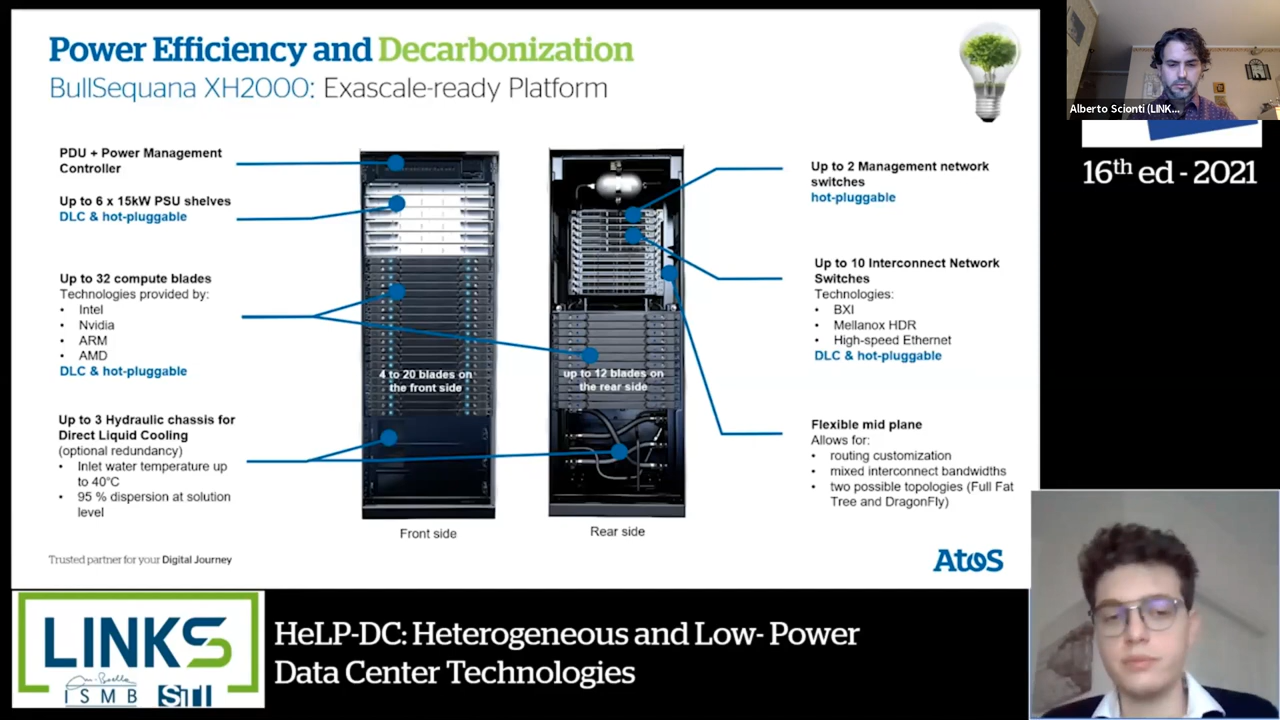 Power Efficiency and Decarbonization
BullSequana XH2000: Exascale-ready Platform
PDU + Power Management
Controller
Up to 6 x 15kW PSU shelves
DLC & hot-pluggable
Up to 32 compute blades
Technologies provided by:
• Intel
• Nvidia
• ARM
• AMD
DLC & hot-pluggable
Up to 3 Hydraulic chassis for
Direct Liquid Cooling
(optional redundancy)
• Inlet water temperature up
to 40°C
• 95 % dispersion at solution
level
4 to 20 blades on
the front side
Front side
up to 12 blades on
the rear side
Rear side
Up to 2 Management network
switches
hot-pluggable
Up to 10 Interconnect Network
Switches
Technologies:
• BXI
• Mellanox HDR
• High-speed Ethernet
DLC & hot-pluggable
Flexible mid plane
Allows for:
• routing customization
• mixed interconnect bandwidths
• two possible topologies (Full Fat
Tree and DragonFly)
Trusted partner for your Digital Journey
Atos
Alberto Scionti (LINK...
16th ed - 2021
LINKS
ISMB STI
HeLP-DC: Heterogeneous and Low- Power
Data Center Technologies